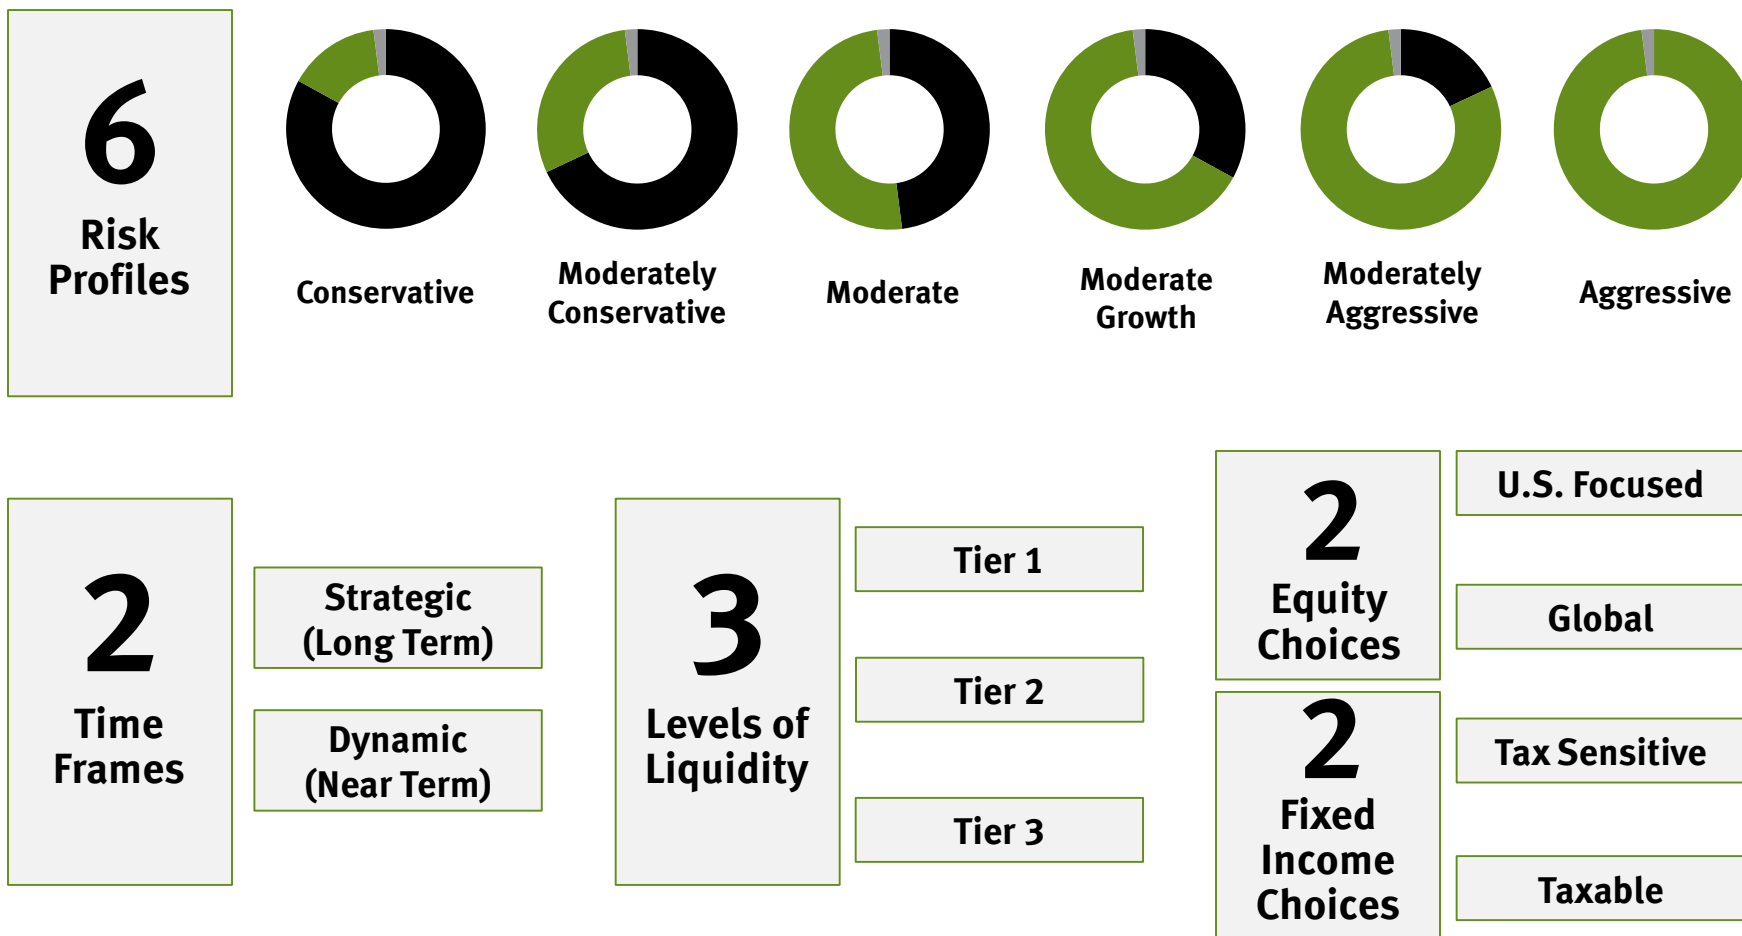 6
Risk
Profiles
Conservative
Moderately
Conservative
Moderate
Moderate
Growth
Moderately
Aggressive
Aggressive
2
Time
Frames
Strategic
(Long Term)
Dynamic
(Near Term)
3
Levels of
Liquidity
Tier 1
Tier 2
Tier 3
2
Equity
Choices
U.S. Focused
Global
2
Fixed
Income
Choices
Tax Sensitive
Taxable